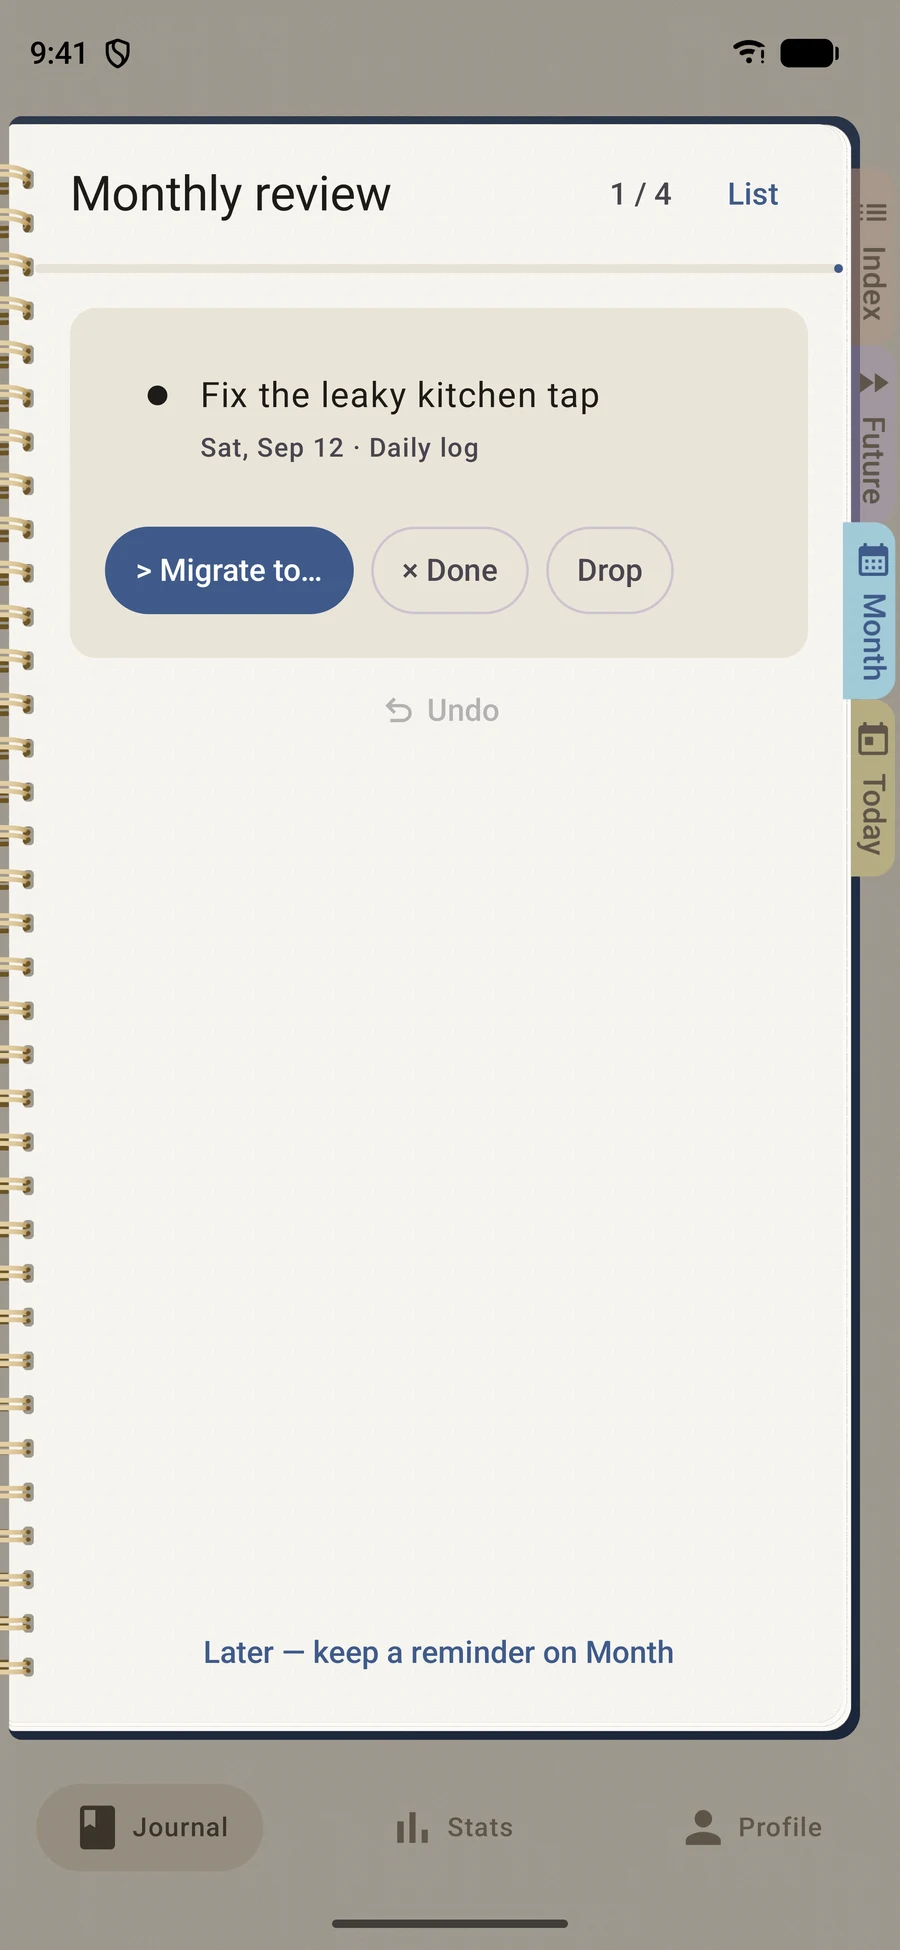 9:41
Monthly review
1 / 4
List
Index
Future
Month
Today
Fix the leaky kitchen tap
Sat, Sep 12 · Daily log
> Migrate to...
× Done
Drop
Undo
Later — keep a reminder on Month
Journal
Stats
Profile